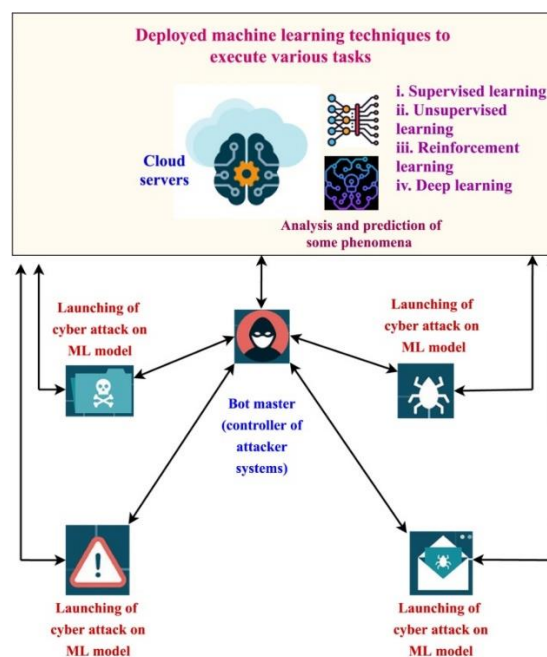 Deployed machine learning techniques to
execute various tasks
Cloud
servers
i. Supervised learning
ii. Unsupervised
learning
iii. Reinforcement
learning
iv. Deep learning
Analysis and prediction of
some phenomena
Launching of
cyber attack on
ML model
Launching of
cyber attack on
ML model
Bot master
(controller of
attacker
systems)
Launching of
cyber attack on
ML model
Launching of
cyber attack on
ML model